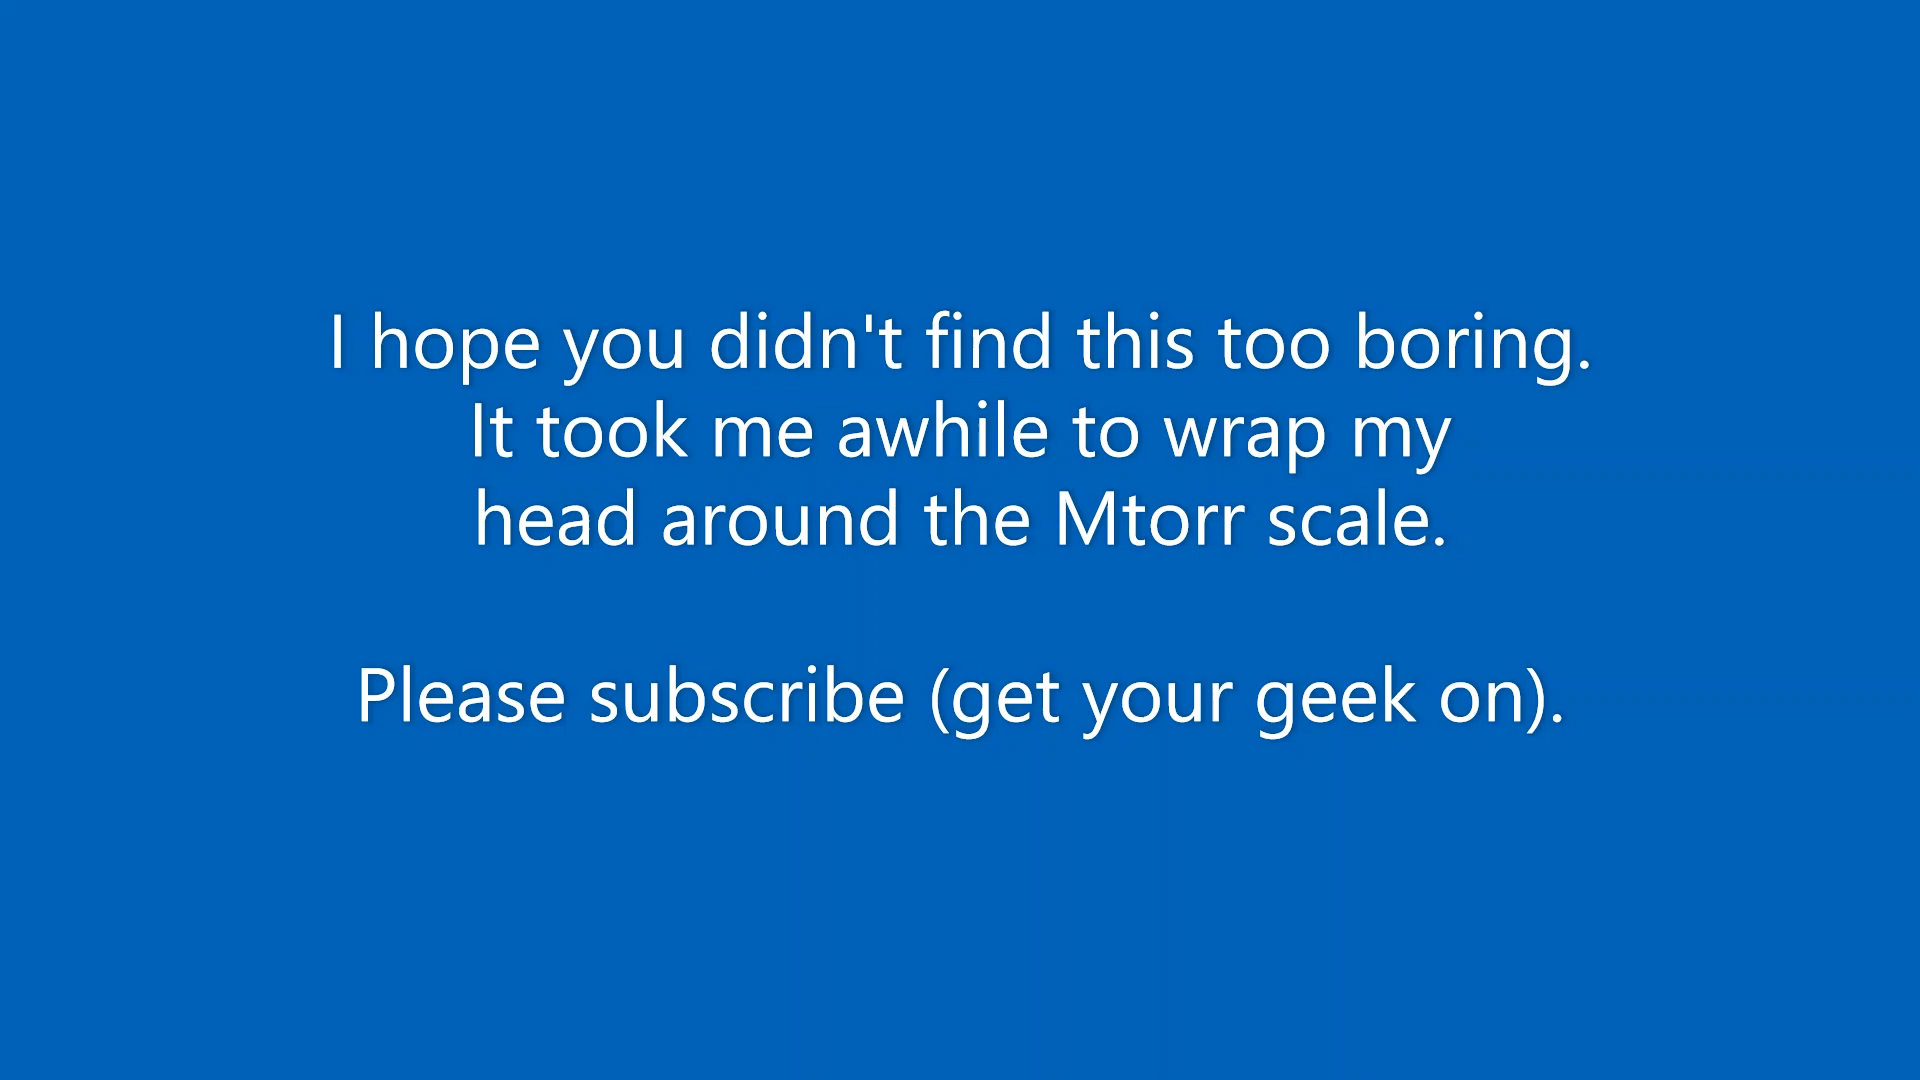 I hope you didn't find this too boring.
It took me awhile to wrap my
head around the Mtorr scale.
Please subscribe (get your geek on).